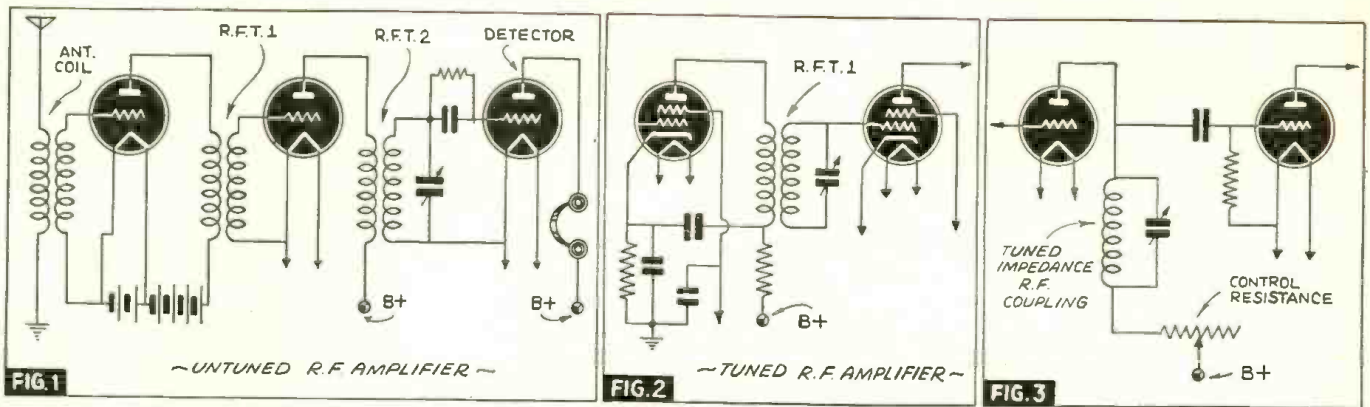 ANT.
COIL
R.F.T. 1
R.F.T. 2
DETECTOR
B+
B+
~UNTUNED R.F. AMPLIFIER~
FIG.1
R.F.T. 1
B+
~TUNED R.F. AMPLIFIER~
FIG.2
TUNED
IMPEDANCE
R.F.
COUPLING
CONTROL
RESISTANCE
B+
FIG.3